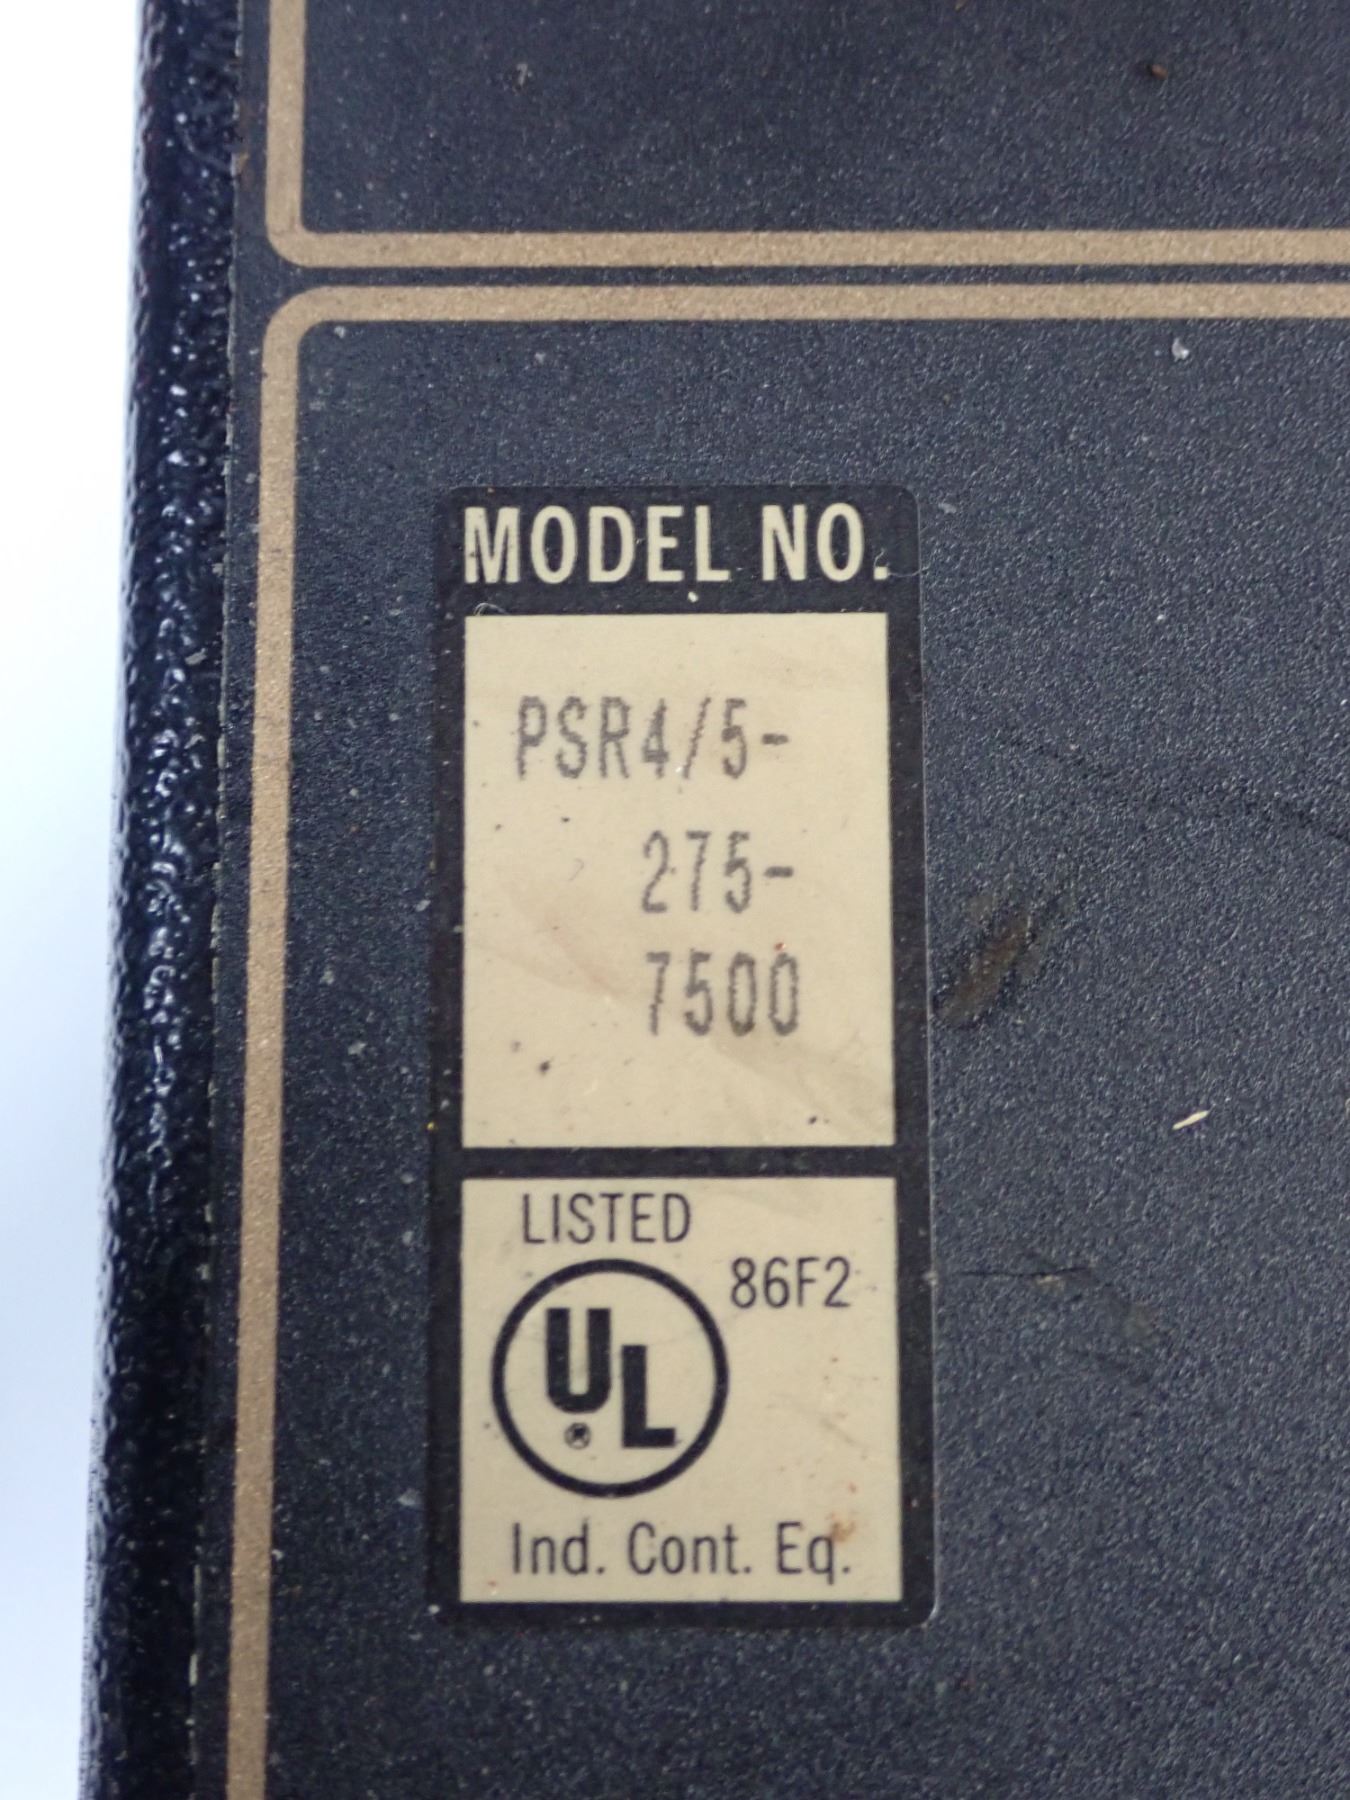 MODEL NO.
PSR4/5-
275-
7500
LISTED
86F2
UL
®
Ind. Cont. Eq.